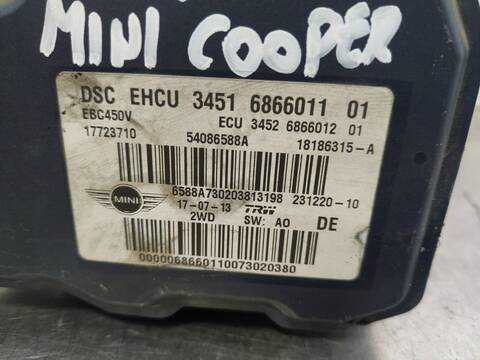 MINI COOPER
DSC EHCU 3451 6866011 01
EBC450V ECU 3452 6866012 01
17723710 54086588A 18186315-A
6588A730203813198 231220-10
MINI 17-07-13 TRW DE
2WD SW: A0
0000068660110073020380